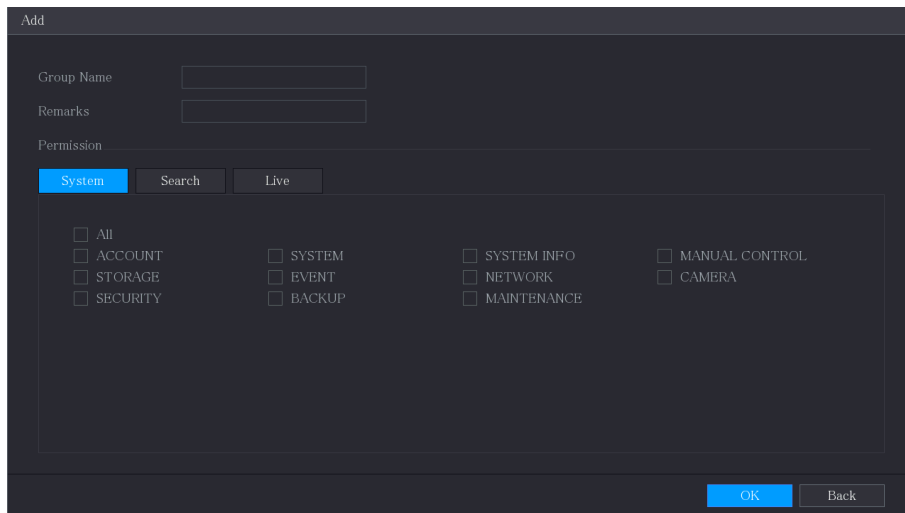 Add
Group Name
Remarks
Permission
System Search Live
All
ACCOUNT SYSTEM SYSTEM INFO MANUAL CONTROL
STORAGE EVENT NETWORK CAMERA
SECURITY BACKUP MAINTENANCE
OK Back